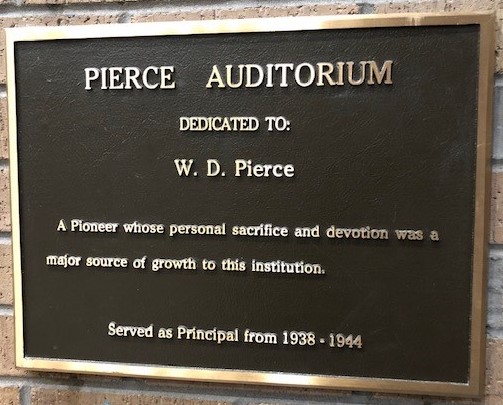 PIERCE AUDITORIUM
DEDICATED TO:
W. D. Pierce
A Pioneer whose personal sacrifice and devotion was a
major source of growth to this institution.
Served as Principal from 1938 - 1944